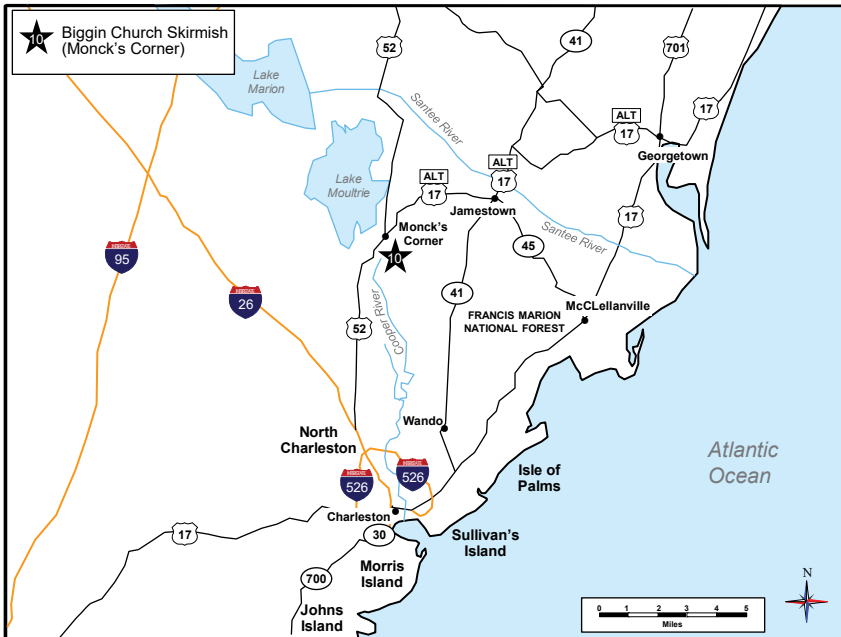 10
Biggin Church Skirmish
(Monck's Corner)
52
41
701
17
Lake
Marion
Santee River
ALT
17
Georgetown
ALT
17
Lake
Moultrie
ALT
17
Jamestown
17
Monck's
Corner
10
Santee River
45
95
26
41
McCLellanville
FRANCIS MARION
NATIONAL FOREST
52
Cooper River
Wando
North
Charleston
Atlantic
Ocean
Isle of
Palms
INTERSTATE
526
INTERSTATE
526
Charleston
17
30
Sullivan's
Island
Morris
Island
700
Johns
Island
N
0 1 2 3 4 5
Miles